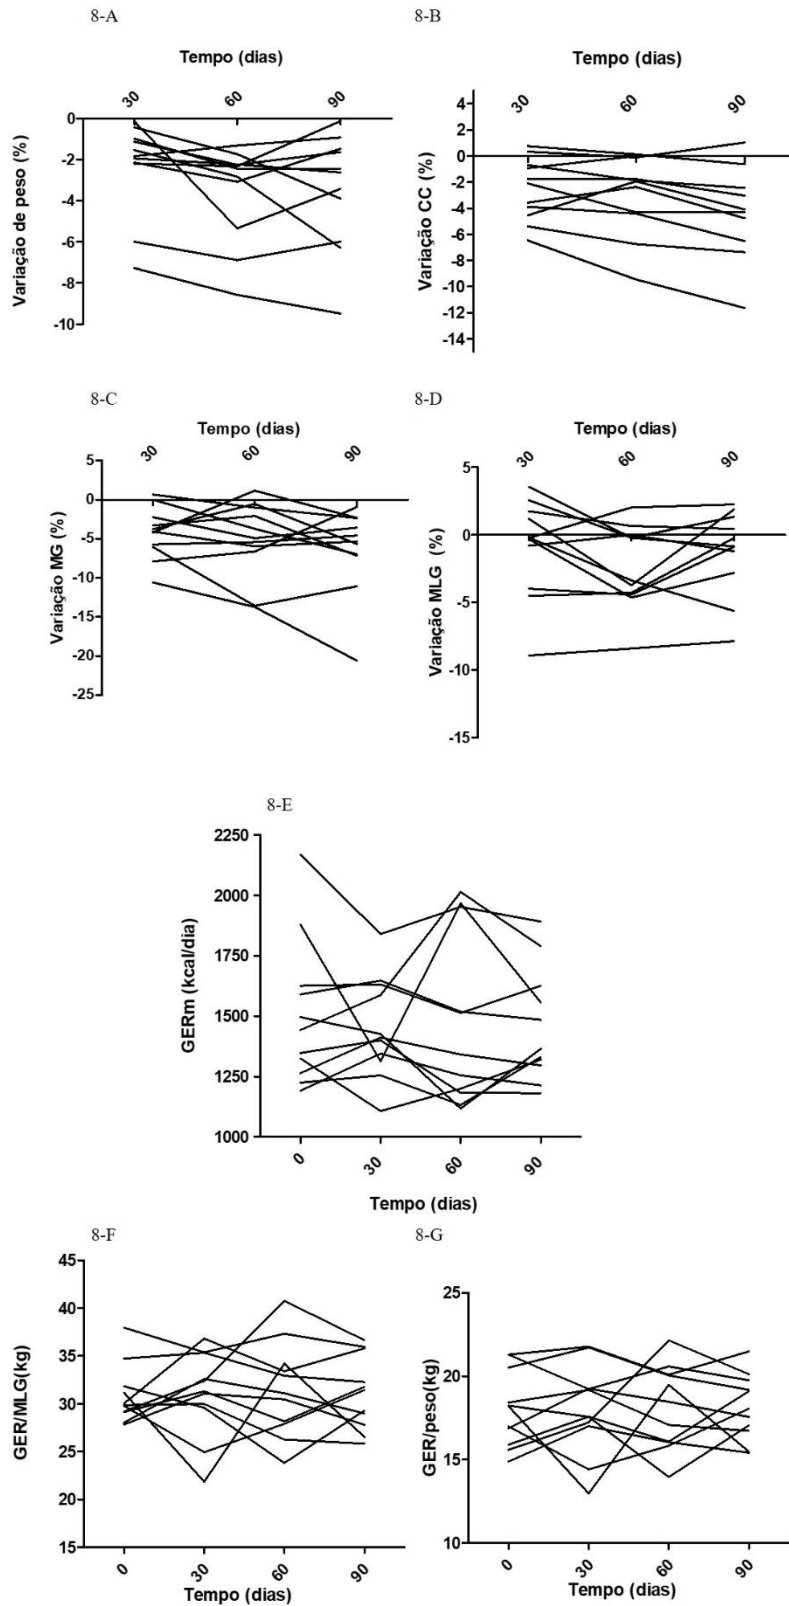 8-A
Tempo (dias)
30 60 90
0
-2
-4
-6
-8
-10
Variação de peso (%)
8-B
Tempo (dias)
30 60 90
4
2
0
-2
-4
-6
-8
-10
-12
-14
Variação CC (%)
8-C
Tempo (dias)
30 60 90
5
0
-5
-10
-15
-20
-25
Variação MG (%)
8-D
Tempo (dias)
30 60 90
5
0
-5
-10
-15
Variação MLG (%)
8-E
2250
2000
1750
1500
1250
1000
GERm (kcal/dia)
0 30 60 90
Tempo (dias)
8-F
45
40
35
30
25
20
15
GER/MLG(kg)
0 30 60 90
Tempo (dias)
8-G
25
20
15
10
GER/peso(kg)
0 30 60 90
Tempo (dias)